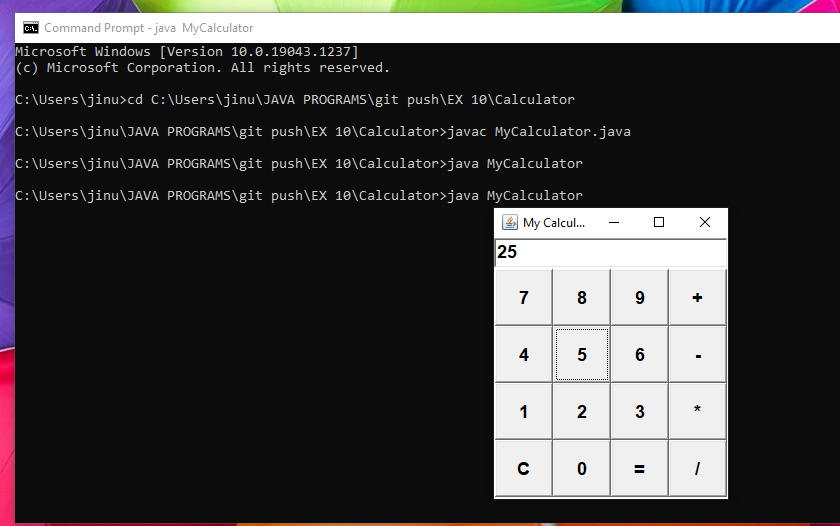 Command Prompt - java  MyCalculator
Microsoft Windows [Version 10.0.19043.1237]
(c) Microsoft Corporation. All rights reserved.
C:\Users\jinu>cd C:\Users\jinu\JAVA PROGRAMS\git push\EX 10\Calculator
C:\Users\jinu\JAVA PROGRAMS\git push\EX 10\Calculator>javac MyCalculator.java
C:\Users\jinu\JAVA PROGRAMS\git push\EX 10\Calculator>java MyCalculator
C:\Users\jinu\JAVA PROGRAMS\git push\EX 10\Calculator>java MyCalculator
My Calcul...
25
7 8 9 +
4 5 6 -
1 2 3 *
C 0 = /